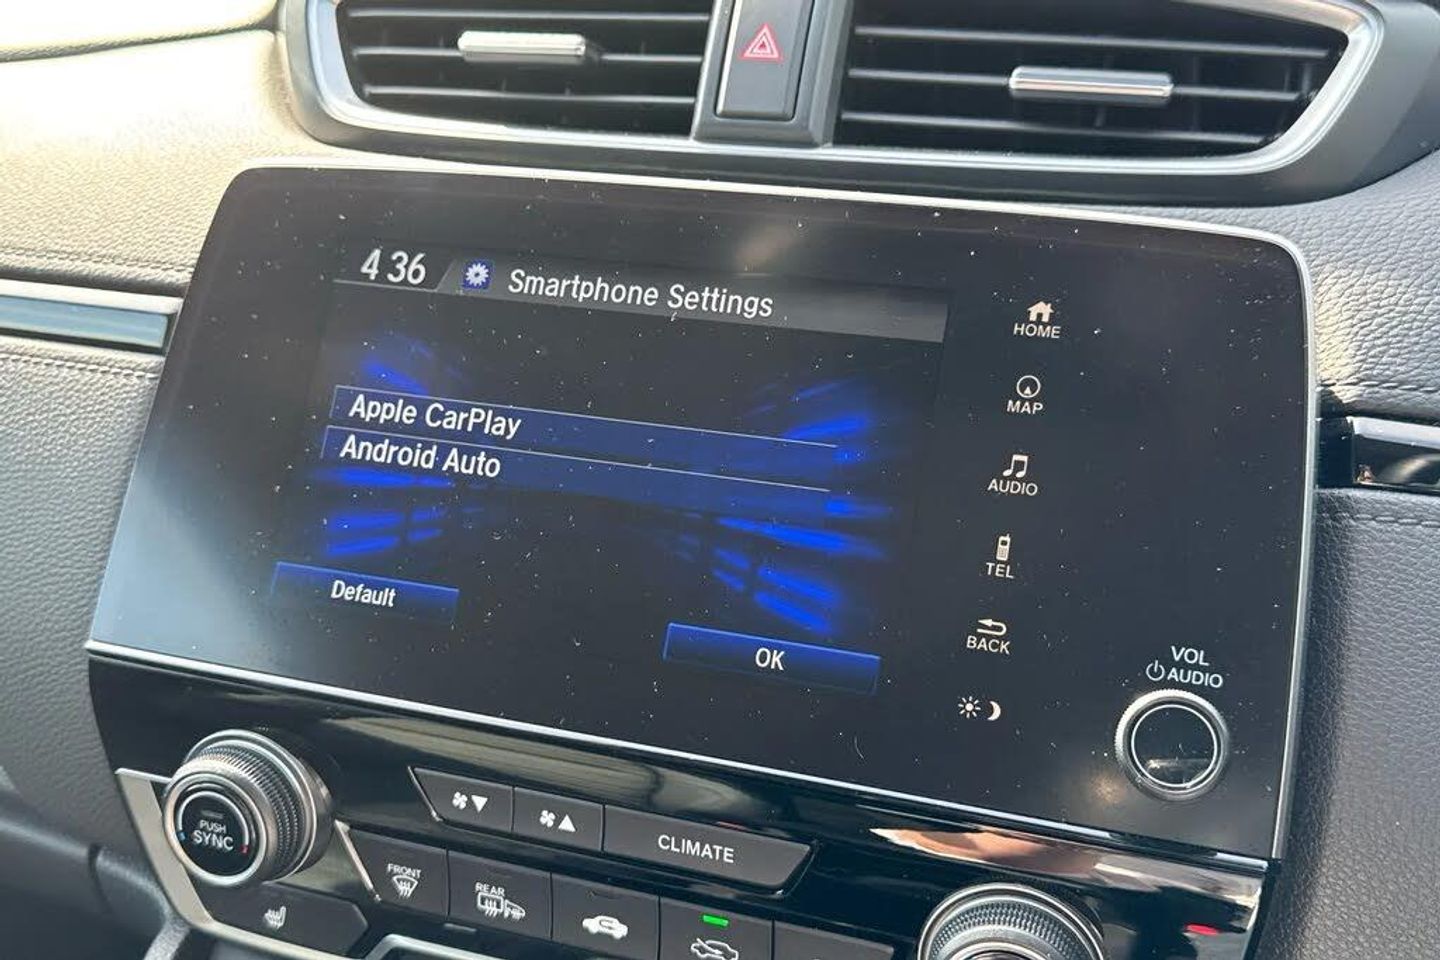 4 36
Smartphone Settings
HOME
MAP
Apple CarPlay
Android Auto
AUDIO
TEL
Default
OK
BACK
VOL
AUDIO
PUSH
SYNC
CLIMATE
FRONT
REAR